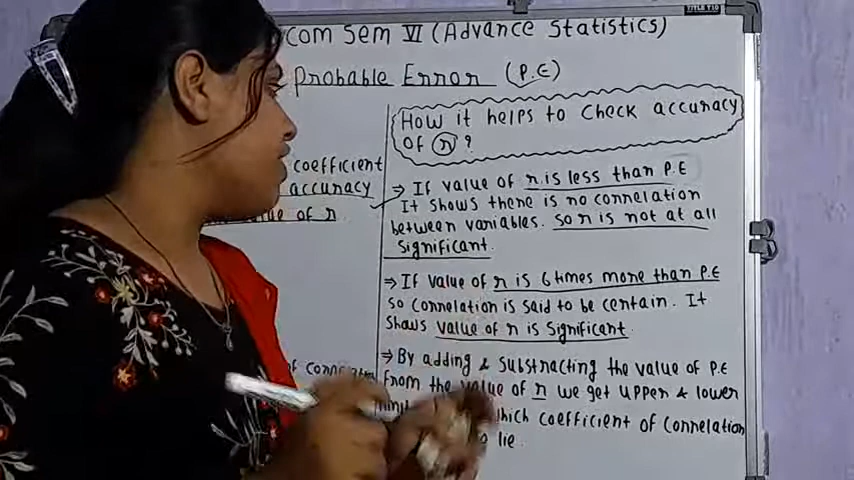 com Sem VI (Advance Statistics)
Probable Error (P.E)
How it helps to check accuracy
of r ?
coefficient
accuracy
of r
⇒ If value of r is less than P.E
It shows there is no correlation
between variables. so r is not at all
significant.
⇒ If value of r is 6 times more than P.E
so correlation is said to be certain. It
shows value of r is significant
⇒ By adding & substracting the value of P.E
from the value of r we get upper & lower
which coefficient of correlation
lie.